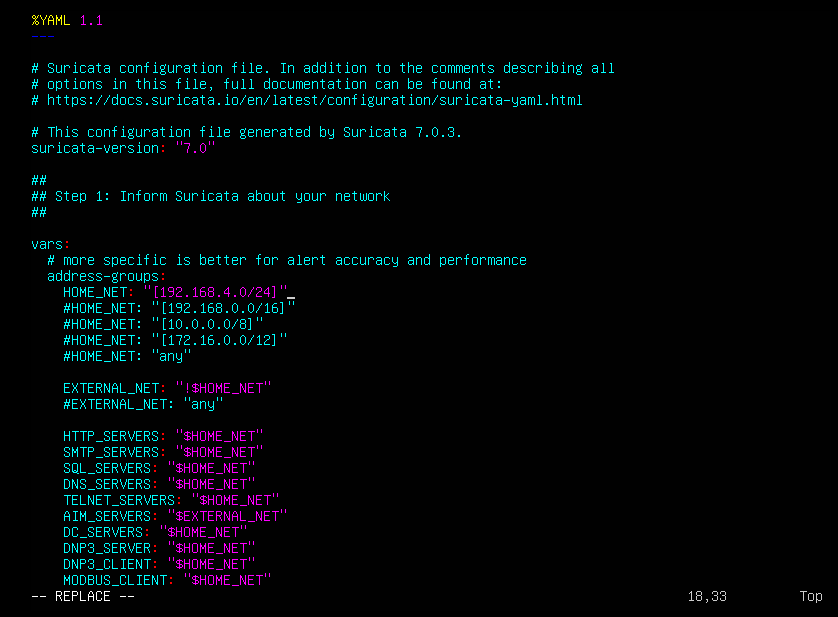 %YAML 1.1
---

# Suricata configuration file. In addition to the comments describing all
# options in this file, full documentation can be found at:
# https://docs.suricata.io/en/latest/configuration/suricata-yaml.html

# This configuration file generated by Suricata 7.0.3.
suricata-version: "7.0"

##
## Step 1: Inform Suricata about your network
##

vars:
  # more specific is better for alert accuracy and performance
  address-groups:
    HOME_NET: "[192.168.4.0/24]"
    #HOME_NET: "[192.168.0.0/16]"
    #HOME_NET: "[10.0.0.0/8]"
    #HOME_NET: "[172.16.0.0/12]"
    #HOME_NET: "any"

    EXTERNAL_NET: "!$HOME_NET"
    #EXTERNAL_NET: "any"

    HTTP_SERVERS: "$HOME_NET"
    SMTP_SERVERS: "$HOME_NET"
    SQL_SERVERS: "$HOME_NET"
    DNS_SERVERS: "$HOME_NET"
    TELNET_SERVERS: "$HOME_NET"
    AIM_SERVERS: "$EXTERNAL_NET"
    DC_SERVERS: "$HOME_NET"
    DNP3_SERVER: "$HOME_NET"
    DNP3_CLIENT: "$HOME_NET"
    MODBUS_CLIENT: "$HOME_NET"
-- REPLACE -- 18,33 Top